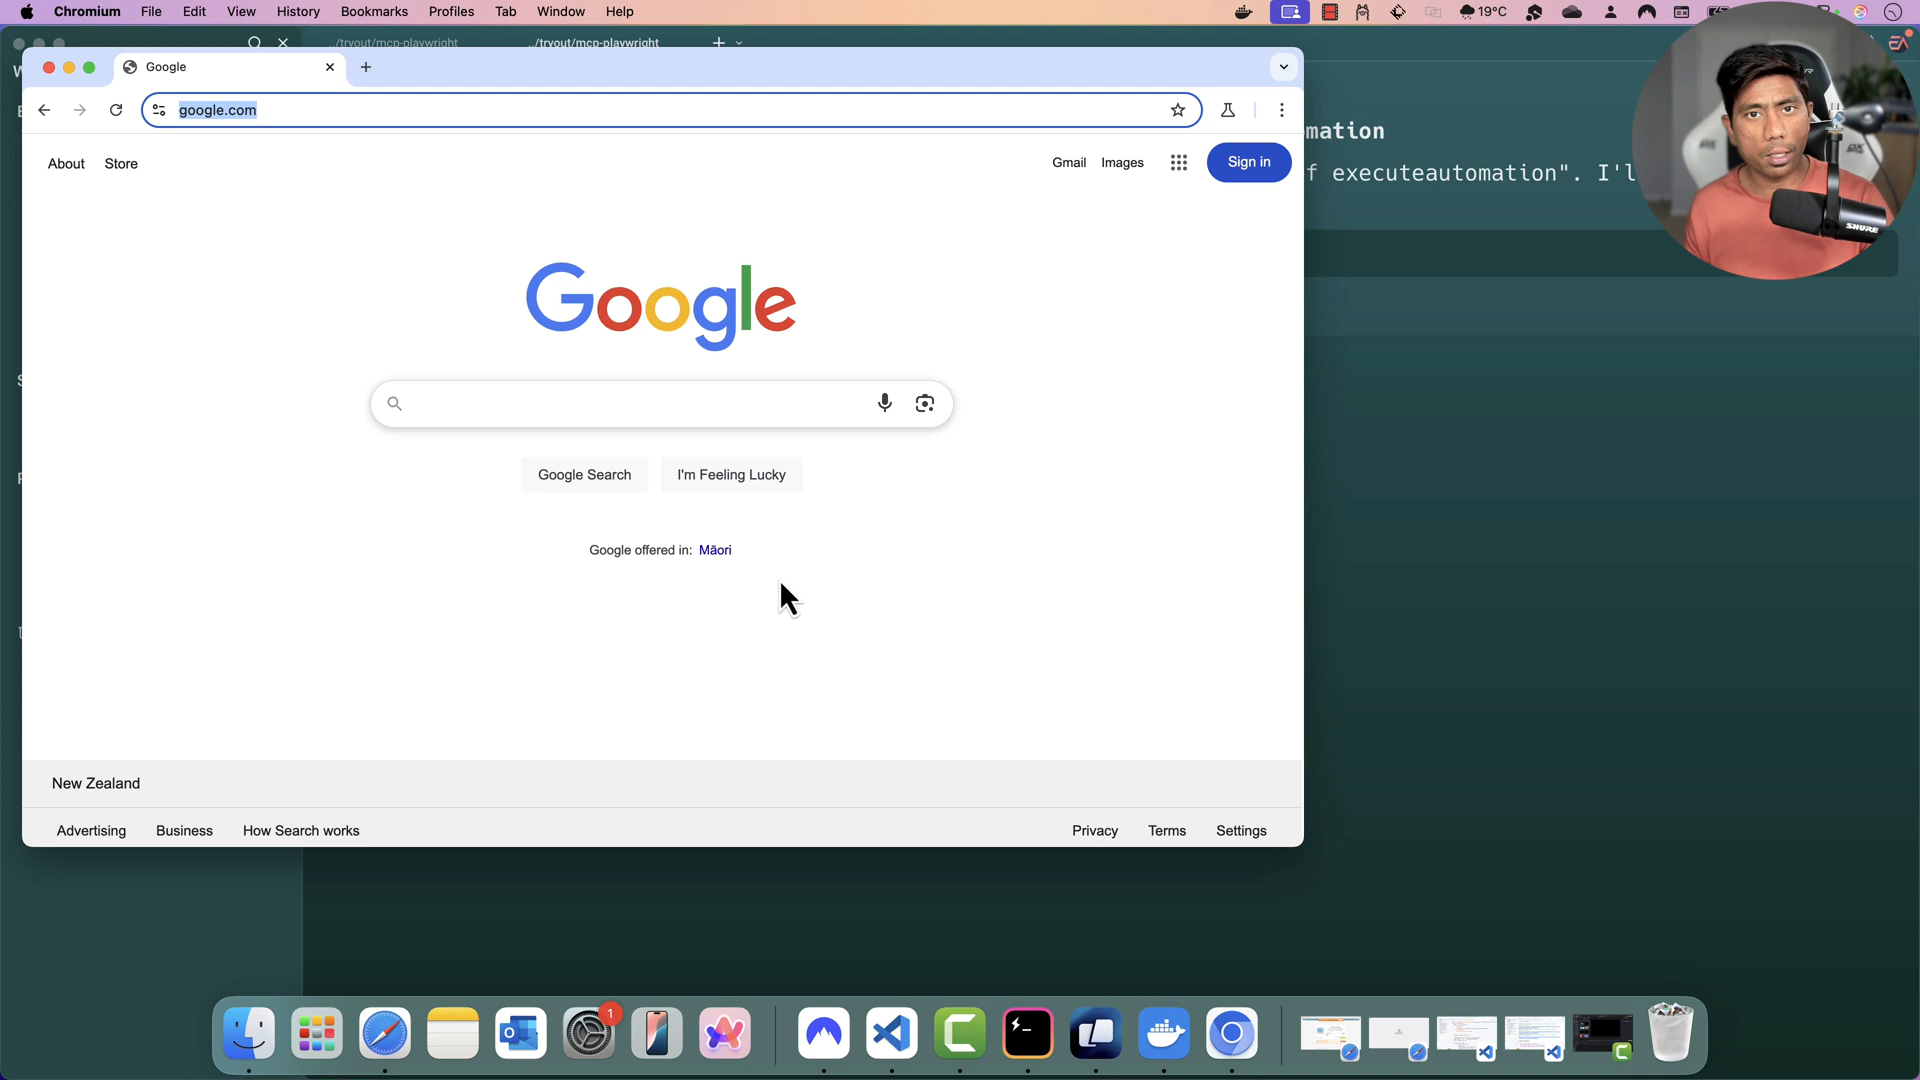 Chromium File Edit View History Bookmarks Profiles Tab Window Help 19°C
../tryout/mcp-playwright ../tryout/mcp-playwright
Google
google.com
mation
About Store Gmail Images Sign in
f executeautomation". I'l
SHURE
Google
Google Search I'm Feeling Lucky
Google offered in: Māori
New Zealand
Advertising Business How Search works Privacy Terms Settings
1